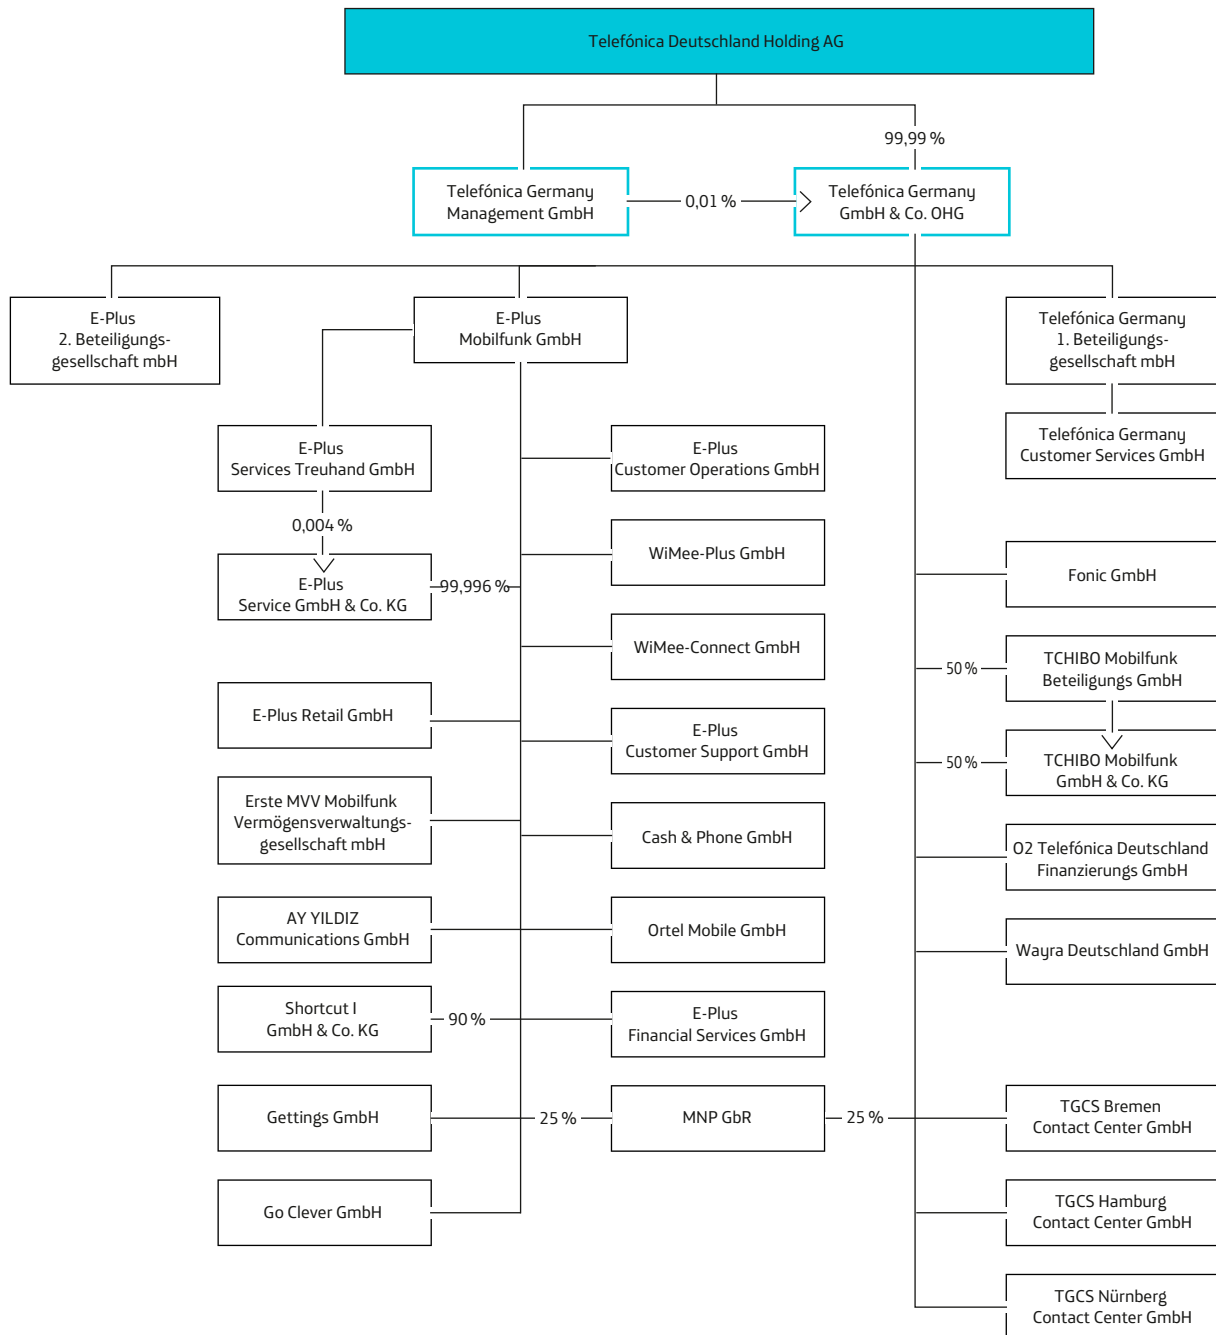 Telefónica Deutschland Holding AG
99,99 %
Telefónica Germany
Management GmbH
0,01 %
Telefónica Germany
GmbH & Co. OHG
E-Plus
2. Beteiligungs-
gesellschaft mbH
E-Plus
Mobilfunk GmbH
Telefónica Germany
1. Beteiligungs-
gesellschaft mbH
E-Plus
Services Treuhand GmbH
E-Plus
Customer Operations GmbH
Telefónica Germany
Customer Services GmbH
0,004 %
E-Plus
Service GmbH & Co. KG
99,996 %
WiMee-Plus GmbH
Fonic GmbH
WiMee-Connect GmbH
50 %
TCHIBO Mobilfunk
Beteiligungs GmbH
E-Plus Retail GmbH
E-Plus
Customer Support GmbH
50 %
TCHIBO Mobilfunk
GmbH & Co. KG
Erste MVV Mobilfunk
Vermögensverwaltungs-
gesellschaft mbH
Cash & Phone GmbH
O2 Telefónica Deutschland
Finanzierungs GmbH
AY YILDIZ
Communications GmbH
Ortel Mobile GmbH
Wayra Deutschland GmbH
Shortcut I
GmbH & Co. KG
90 %
E-Plus
Financial Services GmbH
Gettings GmbH
25 %
MNP GbR
25 %
TGCS Bremen
Contact Center GmbH
Go Clever GmbH
TGCS Hamburg
Contact Center GmbH
TGCS Nürnberg
Contact Center GmbH